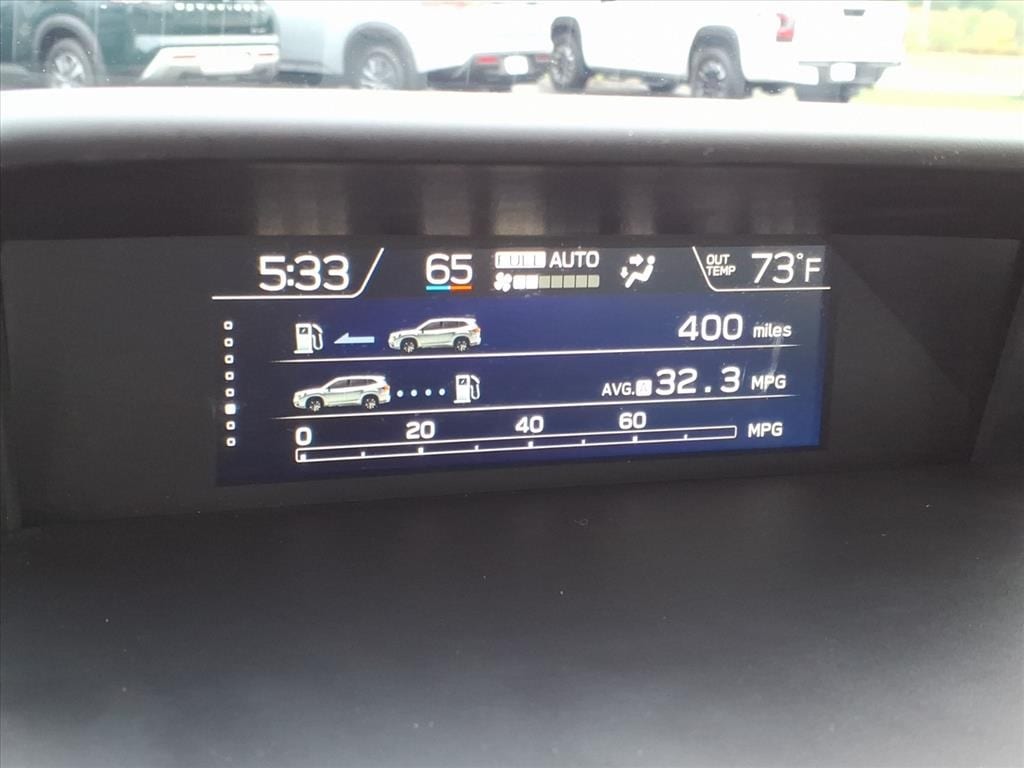 5:33 65 FULL AUTO OUT TEMP 73°F
400 miles
AVG. A 32.3 MPG
0 20 40 60 MPG